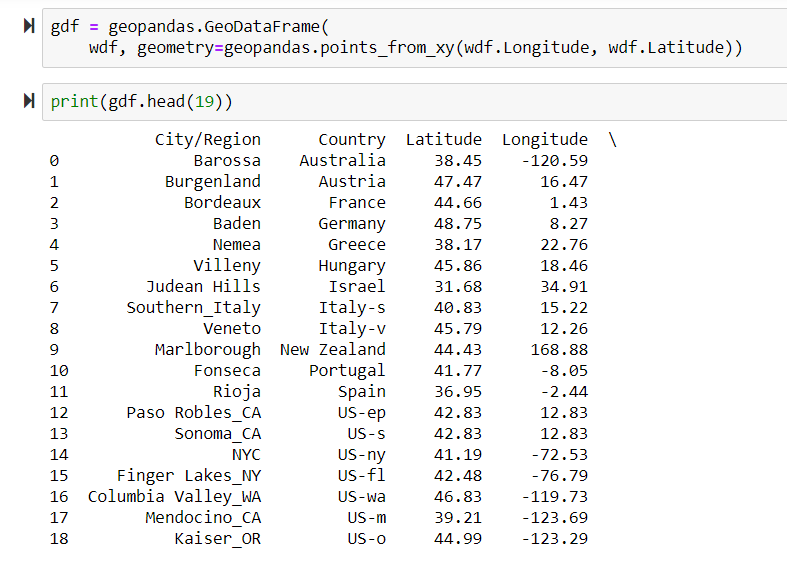 gdf = geopandas.GeoDataFrame(
    wdf, geometry=geopandas.points_from_xy(wdf.Longitude, wdf.Latitude))
print(gdf.head(19))
City/Region Country Latitude Longitude \
0 Barossa Australia 38.45 -120.59
1 Burgenland Austria 47.47 16.47
2 Bordeaux France 44.66 1.43
3 Baden Germany 48.75 8.27
4 Nemea Greece 38.17 22.76
5 Villeny Hungary 45.86 18.46
6 Judean Hills Israel 31.68 34.91
7 Southern_Italy Italy-s 40.83 15.22
8 Veneto Italy-v 45.79 12.26
9 Marlborough New Zealand 44.43 168.88
10 Fonseca Portugal 41.77 -8.05
11 Rioja Spain 36.95 -2.44
12 Paso Robles_CA US-ep 42.83 12.83
13 Sonoma_CA US-s 42.83 12.83
14 NYC US-ny 41.19 -72.53
15 Finger Lakes_NY US-fl 42.48 -76.79
16 Columbia Valley_WA US-wa 46.83 -119.73
17 Mendocino_CA US-m 39.21 -123.69
18 Kaiser_OR US-o 44.99 -123.29